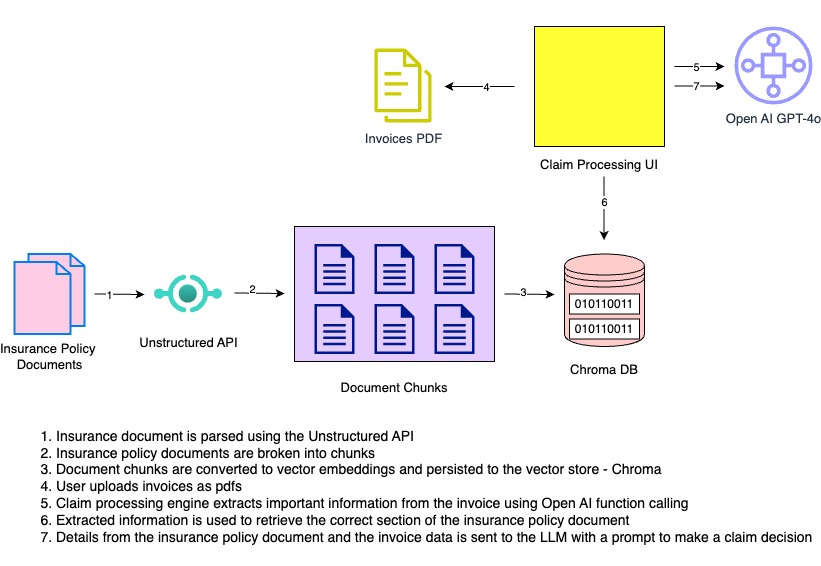 5
4
7
Open AI GPT-4o
Invoices PDF
Claim Processing UI
6
1
2
3
010110011
010110011
Unstructured API
Insurance Policy
Documents
Chroma DB
Document Chunks
1. Insurance document is parsed using the Unstructured API
2. Insurance policy documents are broken into chunks
3. Document chunks are converted to vector embeddings and persisted to the vector store - Chroma
4. User uploads invoices as pdfs
5. Claim processing engine extracts important information from the invoice using Open AI function calling
6. Extracted information is used to retrieve the correct section of the insurance policy document
7. Details from the insurance policy document and the invoice data is sent to the LLM with a prompt to make a claim decision